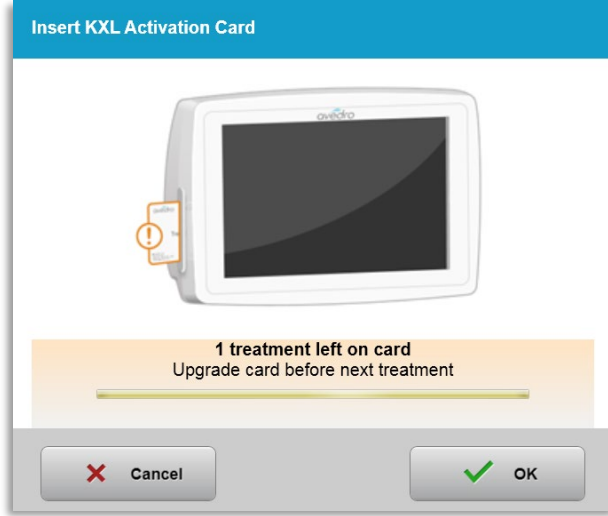 Insert KXL Activation Card
avedro
1 treatment left on card
Upgrade card before next treatment
Cancel
OK